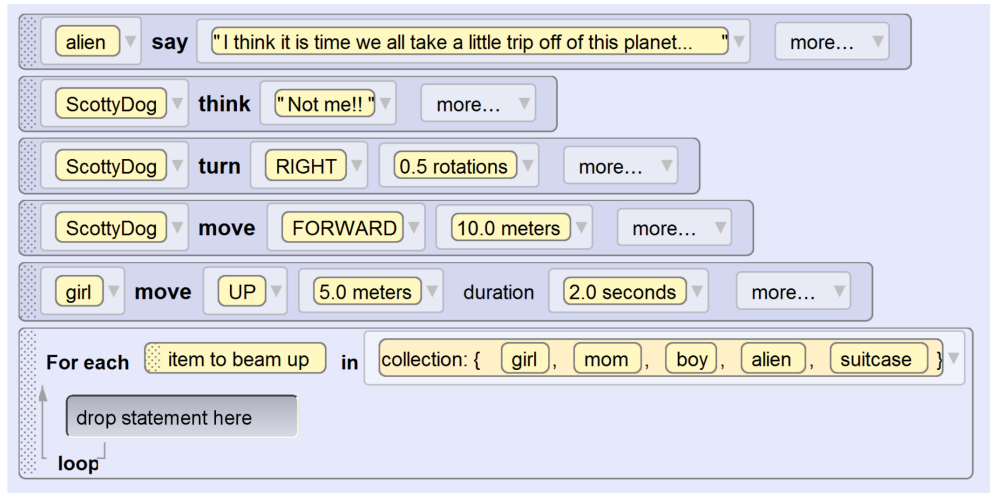 alien say "I think it is time we all take a little trip off of this planet... " more...
ScottyDog think "Not me!! " more...
ScottyDog turn RIGHT 0.5 rotations more...
ScottyDog move FORWARD 10.0 meters more...
girl move UP 5.0 meters duration 2.0 seconds more...
For each item to beam up in collection: { girl , mom , boy , alien , suitcase }
drop statement here
loop